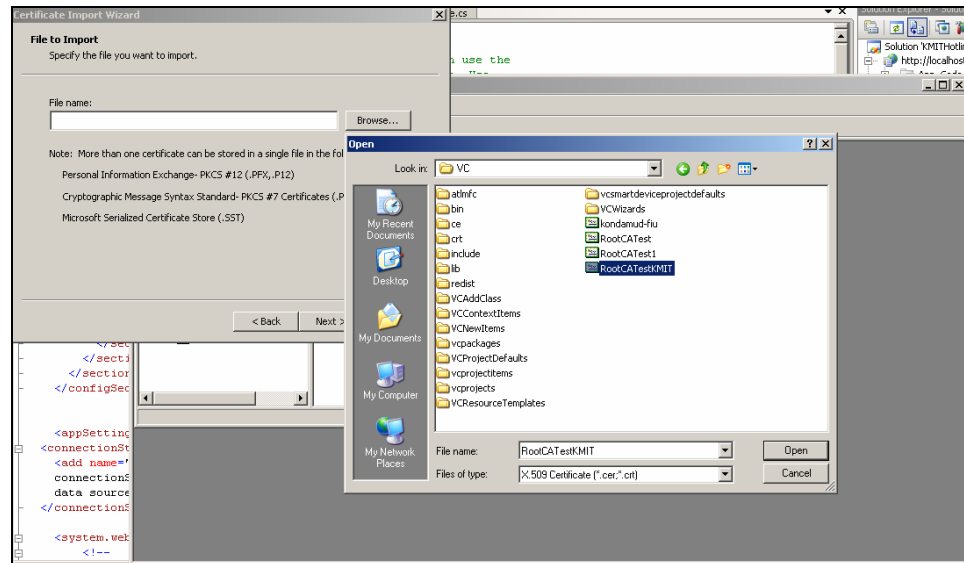 Certificate Import Wizard
File to Import
Specify the file you want to import.
File name:
Browse...
Note: More than one certificate can be stored in a single file in the fol
Personal Information Exchange- PKCS #12 (.PFX,.P12)
Cryptographic Message Syntax Standard- PKCS #7 Certificates (.P
Microsoft Serialized Certificate Store (.SST)
< Back
Next >
e.cs
n use the
Solution Explorer - Solu
Solution 'KMITHotli
http://localhos
App_Code
Open
Look in:
VC
My Recent
Documents
Desktop
My Documents
My Computer
My Network
Places
atlmfc
bin
ce
crt
include
lib
redist
VCAddClass
VCContextItems
VCNewItems
vcpackages
VCProjectDefaults
vcprojectitems
vcprojects
VCResourceTemplates
vcsmartdeviceprojectdefaults
VCWizards
kondamud-fiu
RootCATest
RootCATest1
RootCATestKMIT
File name:
RootCATestKMIT
Open
Files of type:
X.509 Certificate (*.cer;*.crt)
Cancel
</secti
</section
</configSec
<appSetting
<connectionSt
<add name="
connectionS
data source
</connectionS
<system.web
<!--